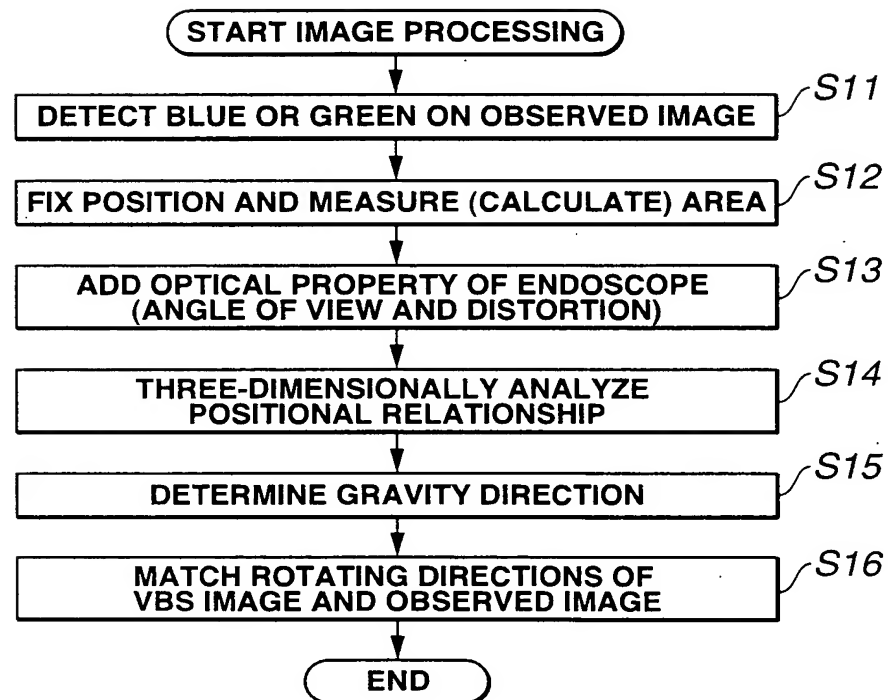 START IMAGE PROCESSING
S11
DETECT BLUE OR GREEN ON OBSERVED IMAGE
S12
FIX POSITION AND MEASURE (CALCULATE) AREA
S13
ADD OPTICAL PROPERTY OF ENDOSCOPE
(ANGLE OF VIEW AND DISTORTION)
S14
THREE-DIMENSIONALLY ANALYZE
POSITIONAL RELATIONSHIP
S15
DETERMINE GRAVITY DIRECTION
S16
MATCH ROTATING DIRECTIONS OF
VBS IMAGE AND OBSERVED IMAGE
END